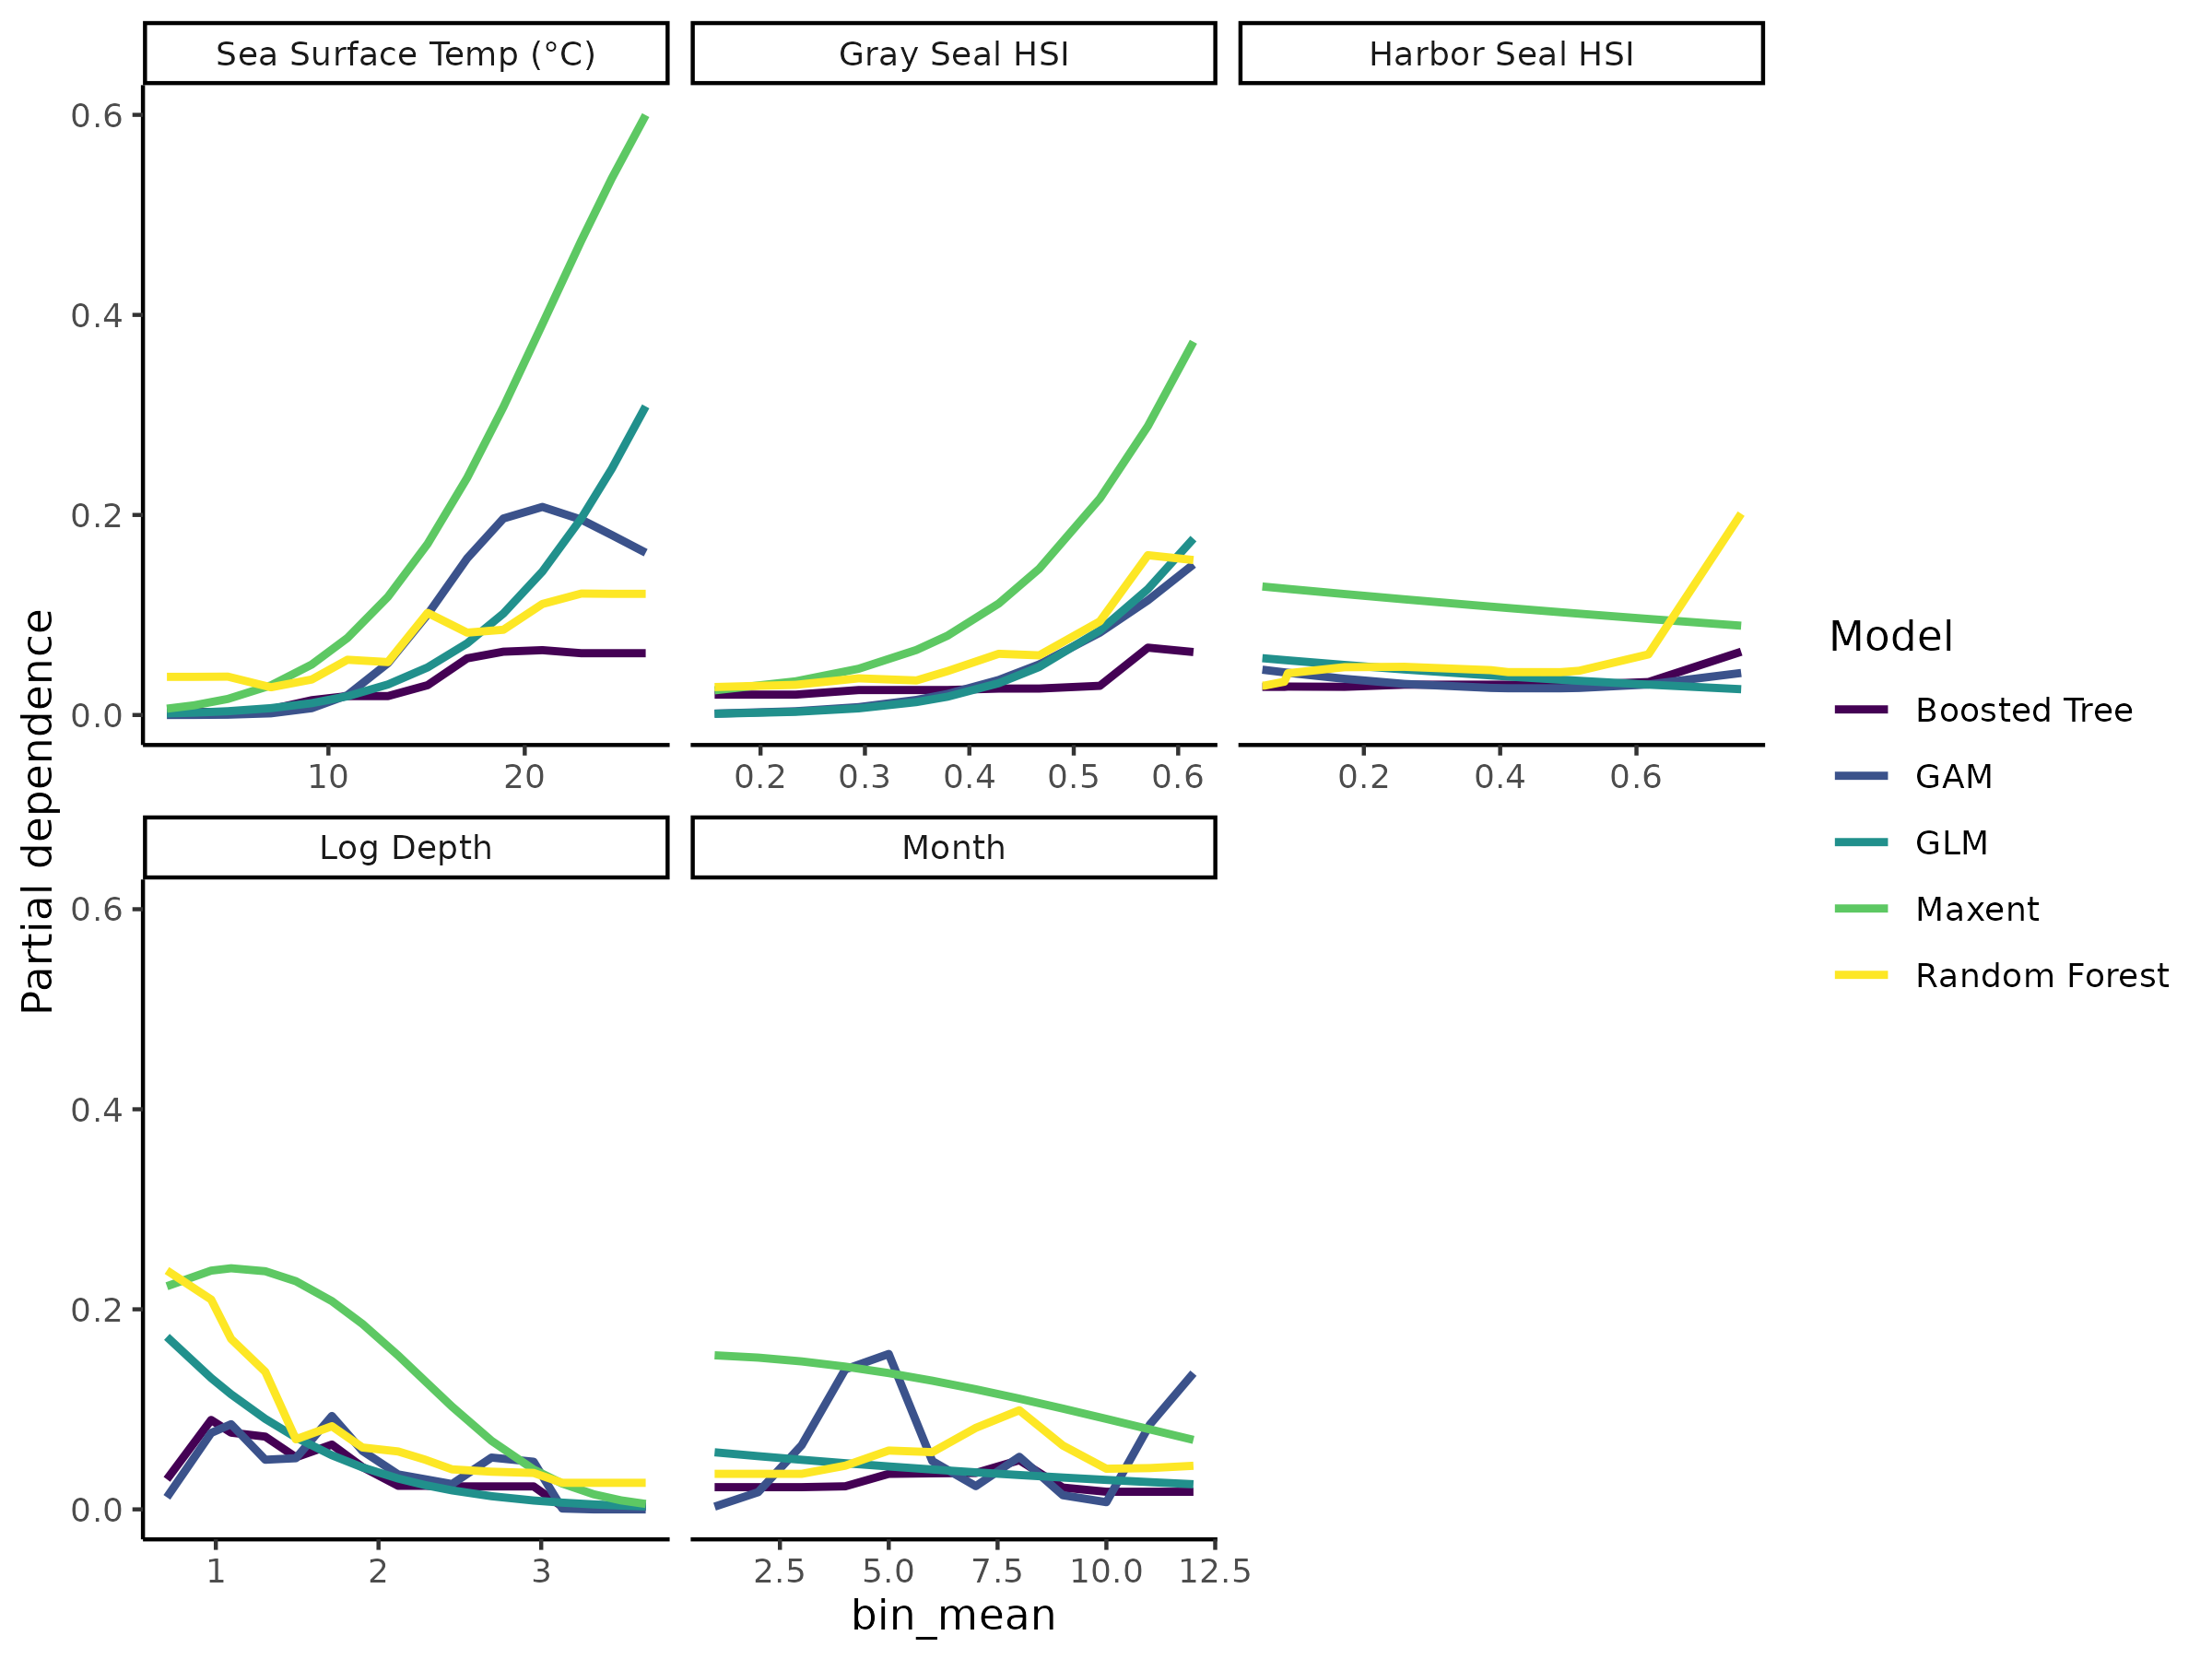 Sea Surface Temp (°C)
Gray Seal HSI
Harbor Seal HSI
0.6
0.4
0.2
0.0
10 20
0.2 0.3 0.4 0.5 0.6
0.2 0.4 0.6
Partial dependence
Log Depth
Month
0.6
0.4
0.2
0.0
1 2 3
2.5 5.0 7.5 10.0 12.5
bin_mean
Model
Boosted Tree
GAM
GLM
Maxent
Random Forest